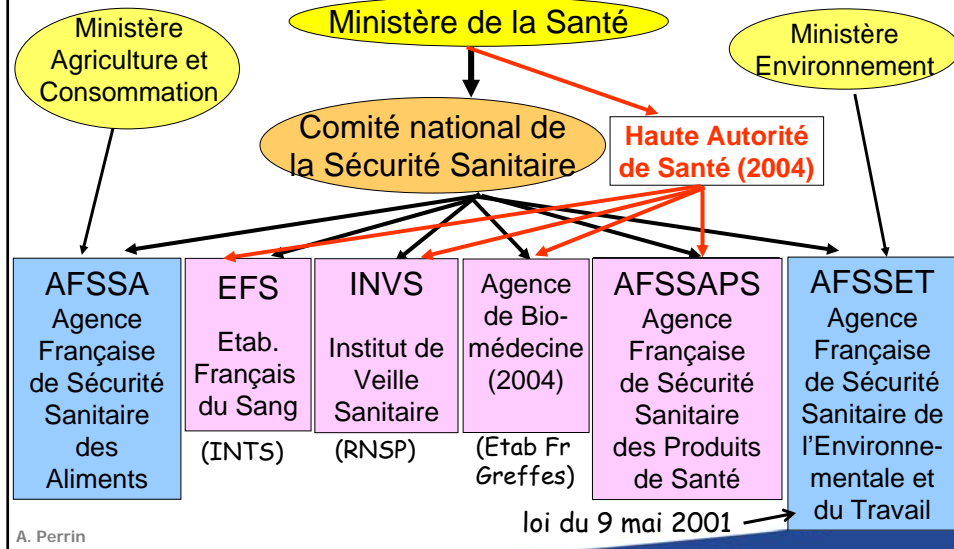 Ministère
Agriculture et
Consommation
Ministère de la Santé
Ministère
Environnement
Comité national de
la Sécurité Sanitaire
Haute Autorité
de Santé (2004)
AFSSA
Agence
Française
de Sécurité
Sanitaire
des
Aliments
EFS
Etab.
Français
du Sang
(INTS)
INVS
Institut de
Veille
Sanitaire
(RNSP)
Agence
de Bio-
médecine
(2004)
(Etab Fr
Greffes)
AFSSAPS
Agence
Française
de Sécurité
Sanitaire
des Produits
de Santé
AFSSET
Agence
Française
de Sécurité
Sanitaire de
l'Environne-
mentale et
du Travail
loi du 9 mai 2001
A. Perrin